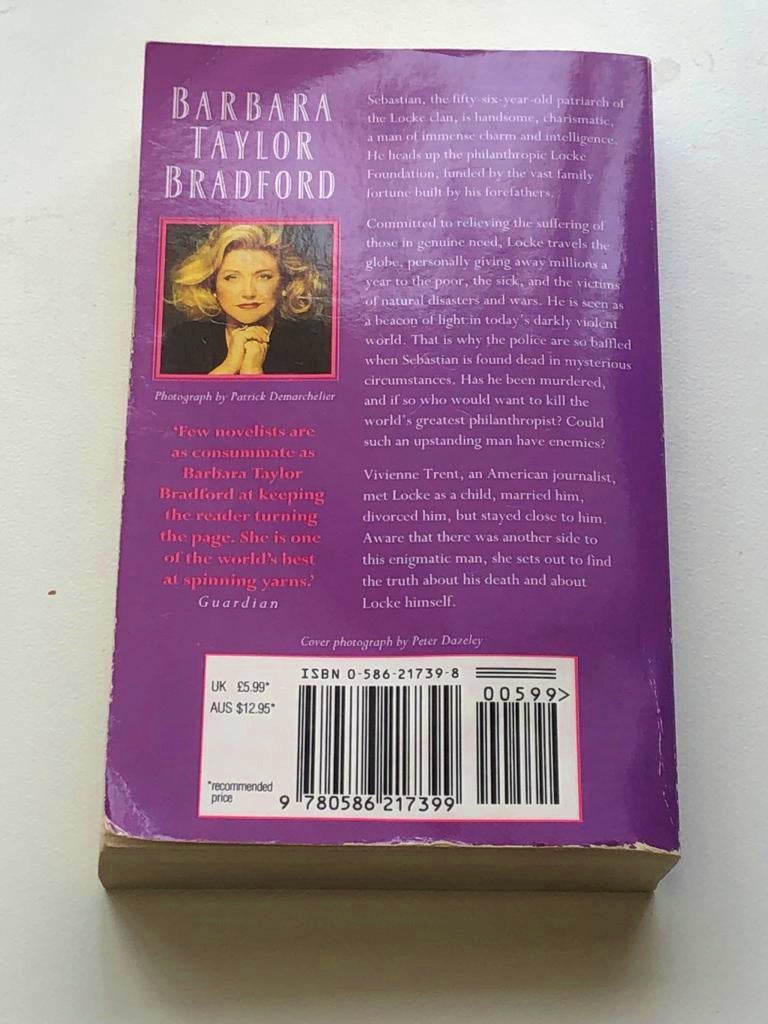 BARBARA
TAYLOR
BRADFORD
Photograph by Patrick Demarchelier
'Few novelists are
as consummate as
Barbara Taylor
Bradford at keeping
the reader turning
the page. She is one
of the world's best
at spinning yarns.'
Guardian
Sebastian, the fifty-six-year-old patriarch of
the Locke clan, is handsome, charismatic,
a man of immense charm and intelligence.
He heads up the philanthropic Locke
Foundation, funded by the vast family
fortune built by his forefathers.
Committed to relieving the suffering of
those in genuine need, Locke travels the
globe, personally giving away millions a
year to the poor, the sick, and the victims
of natural disasters and wars. He is seen as
a beacon of light in today's darkly violent
world. That is why the police are so baffled
when Sebastian is found dead in mysterious
circumstances. Has he been murdered,
and if so who would want to kill the
world's greatest philanthropist? Could
such an upstanding man have enemies?
Vivienne Trent, an American journalist,
met Locke as a child, married him,
divorced him, but stayed close to him.
Aware that there was another side to
this enigmatic man, she sets out to find
the truth about his death and about
Locke himself.
Cover photograph by Peter Dazeley
UK £5.99*
AUS $12.95*
*recommended
price
ISBN 0-586-21739-8
00599>
9 780586 217399